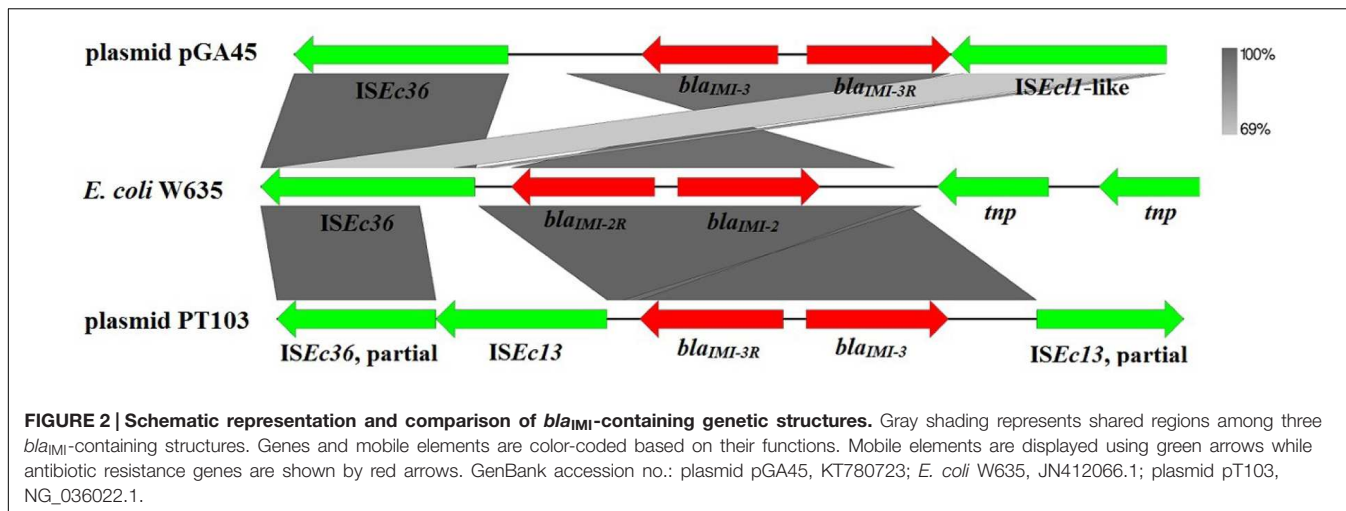 plasmid pGA45
ISEc36
blaIMI-3
blaIMI-3R
ISEcl1-like
100%
69%
E. coli W635
ISEc36
blaIMI-2R
blaIMI-2
tnp
tnp
plasmid PT103
ISEc36, partial
ISEc13
blaIMI-3R
blaIMI-3
ISEc13, partial
FIGURE 2 | Schematic representation and comparison of blaIMI-containing genetic structures. Gray shading represents shared regions among three
blaIMI-containing structures. Genes and mobile elements are color-coded based on their functions. Mobile elements are displayed using green arrows while
antibiotic resistance genes are shown by red arrows. GenBank accession no.: plasmid pGA45, KT780723; E. coli W635, JN412066.1; plasmid pT103,
NG_036022.1.